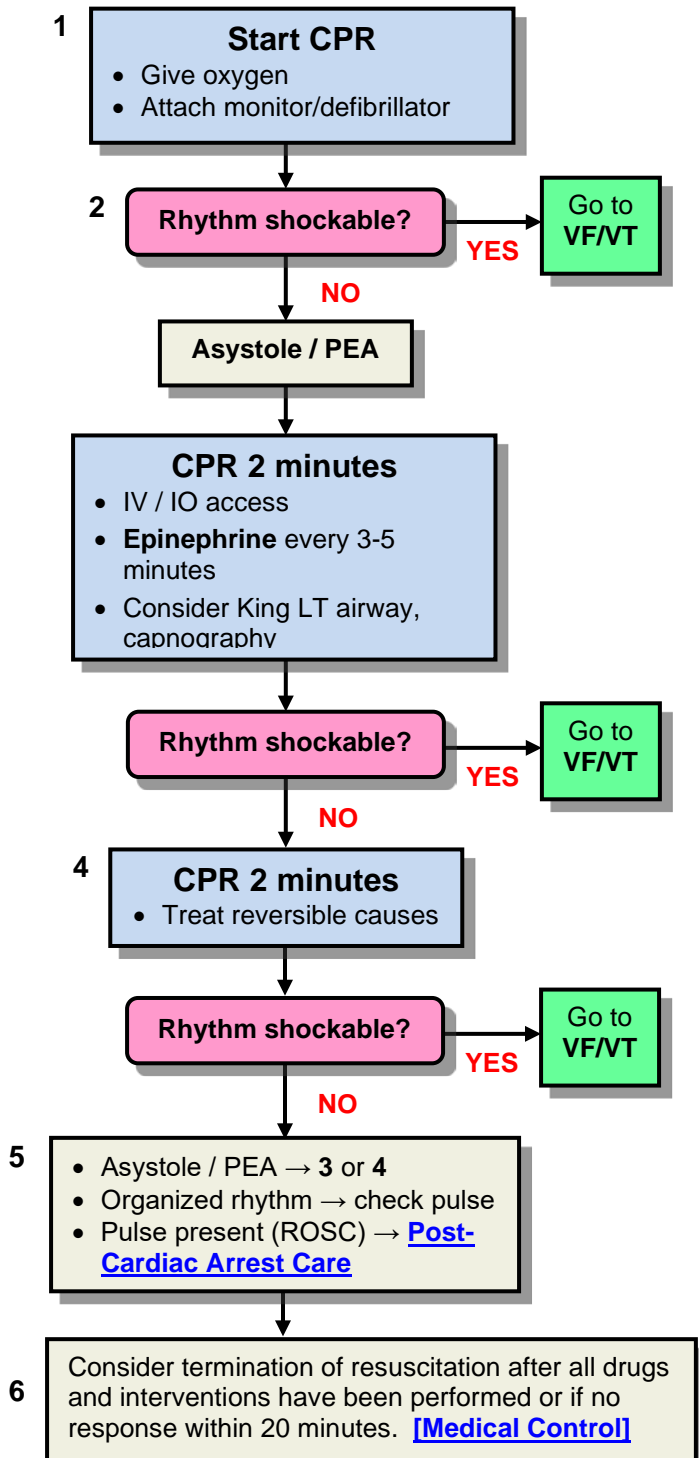 1
Start CPR
• Give oxygen
• Attach monitor/defibrillator
2
Rhythm shockable?
YES
Go to
VF/VT
NO
Asystole / PEA
CPR 2 minutes
• IV / IO access
• Epinephrine every 3-5
minutes
• Consider King LT airway,
capnography
Rhythm shockable?
YES
Go to
VF/VT
NO
4
CPR 2 minutes
• Treat reversible causes
Rhythm shockable?
YES
Go to
VF/VT
NO
5
• Asystole / PEA → 3 or 4
• Organized rhythm → check pulse
• Pulse present (ROSC) → Post-
Cardiac Arrest Care
6
Consider termination of resuscitation after all drugs
and interventions have been performed or if no
response within 20 minutes. [Medical Control]